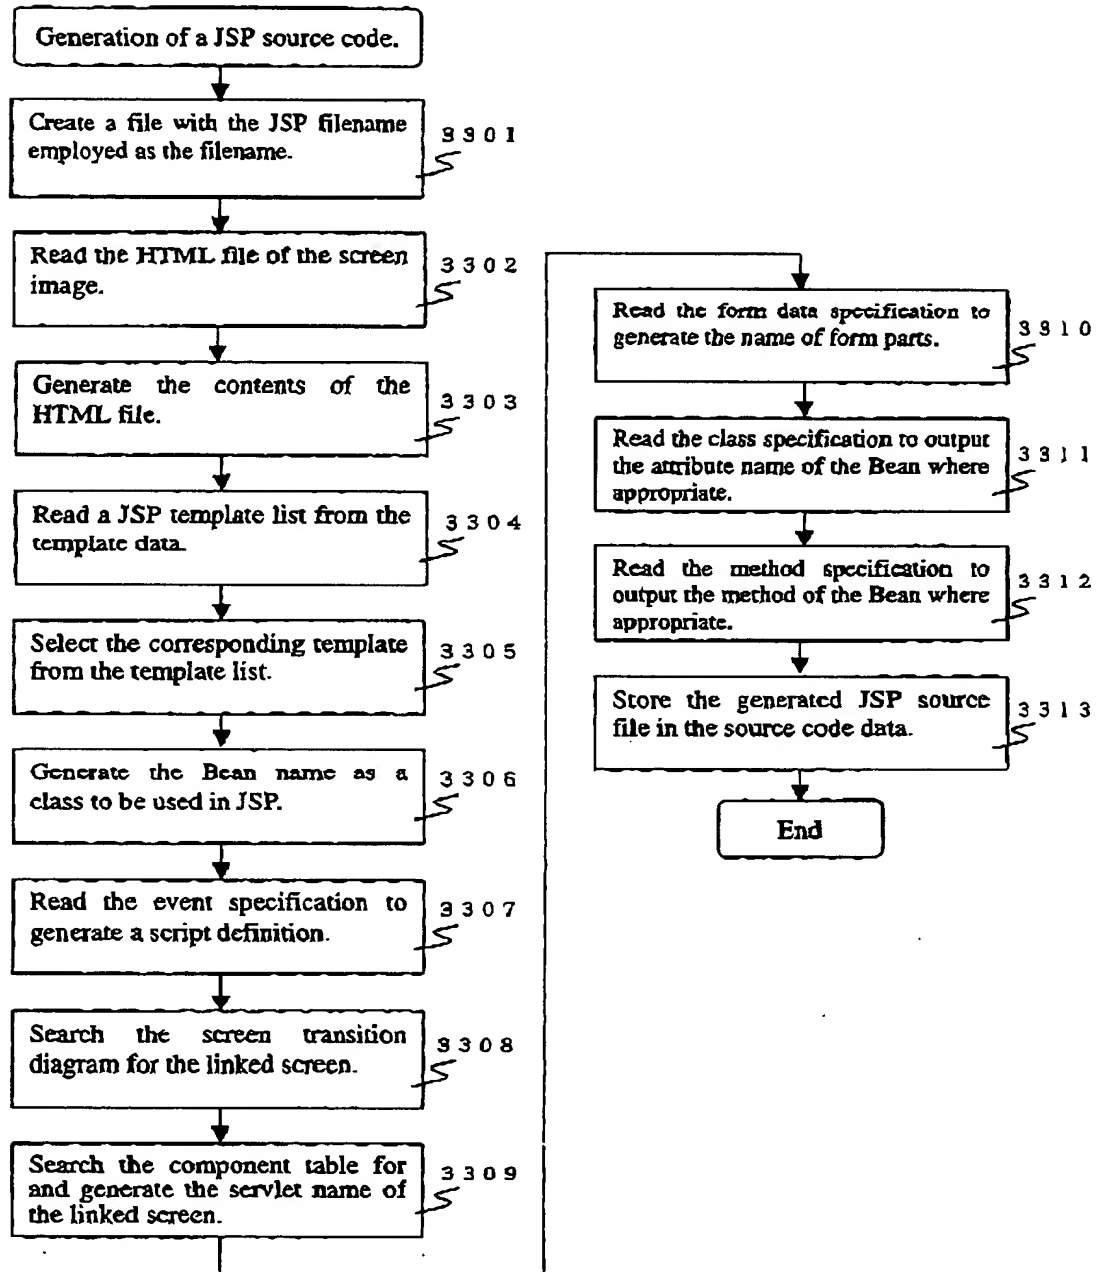 Generation of a JSP source code.
Create a file with the JSP filename
employed as the filename.
3301
Read the HTML file of the screen
image.
3302
Generate the contents of the
HTML file.
3303
Read a JSP template list from the
template data.
3304
Select the corresponding template
from the template list.
3305
Generate the Bean name as a
class to be used in JSP.
3306
Read the event specification to
generate a script definition.
3307
Search the screen transition
diagram for the linked screen.
3308
Search the component table for
and generate the servlet name of
the linked screen.
3309
Read the form data specification to
generate the name of form parts.
3310
Read the class specification to output
the attribute name of the Bean where
appropriate.
3311
Read the method specification to
output the method of the Bean where
appropriate.
3312
Store the generated JSP source
file in the source code data.
3313
End